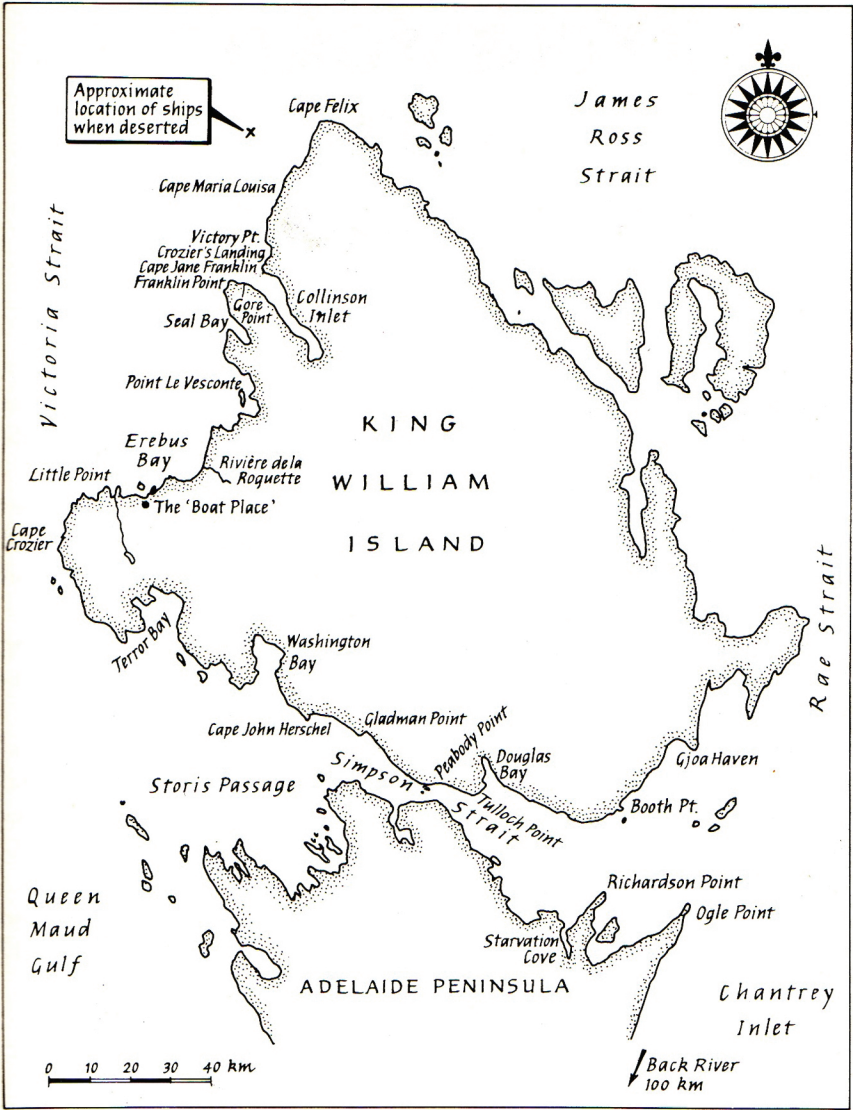 Approximate
location of ships
when deserted
Cape Felix
James
Ross
Strait
Cape Maria Louisa
Victoria Strait
Victory Pt.
Crozier's Landing
Cape Jane Franklin
Franklin Point
Gore
Point
Collinson
Inlet
Seal Bay
Point Le Vesconte
KING
WILLIAM
ISLAND
Erebus
Bay
Rivière de la
Roquette
Little Point
The 'Boat Place'
Cape
Crozier
Rae Strait
Terror Bay
Washington
Bay
Cape John Herschel
Gladman Point
Peabody Point
Douglas
Bay
Gjoa Haven
Storis Passage
Simpson
Strait
Tulloch Point
Booth Pt.
Queen
Maud
Gulf
Richardson Point
Ogle Point
Starvation
Cove
ADELAIDE PENINSULA
Chantrey
Inlet
0 10 20 30 40 km
Back River
100 km